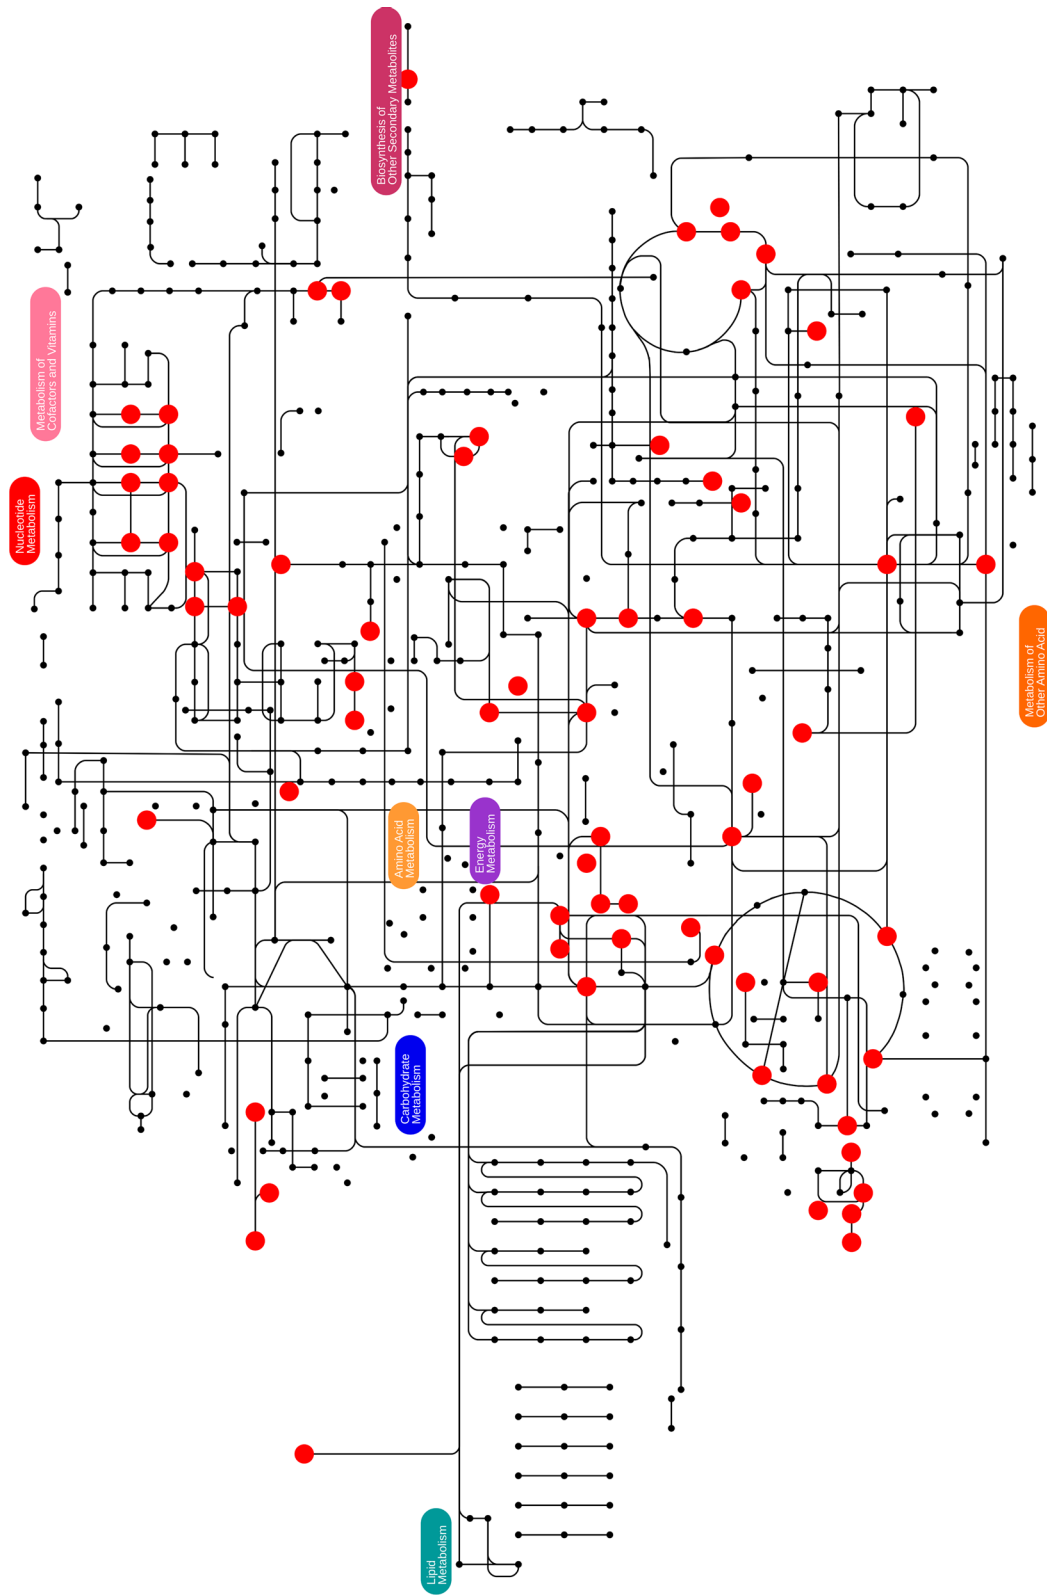 Biosynthesis of
Other Secondary Metabolites
Metabolism of
Cofactors and Vitamins
Nucleotide
Metabolism
Metabolism of
Other Amino Acid
Amino Acid
Metabolism
Energy
Metabolism
Carbohydrate
Metabolism
Lipid
Metabolism